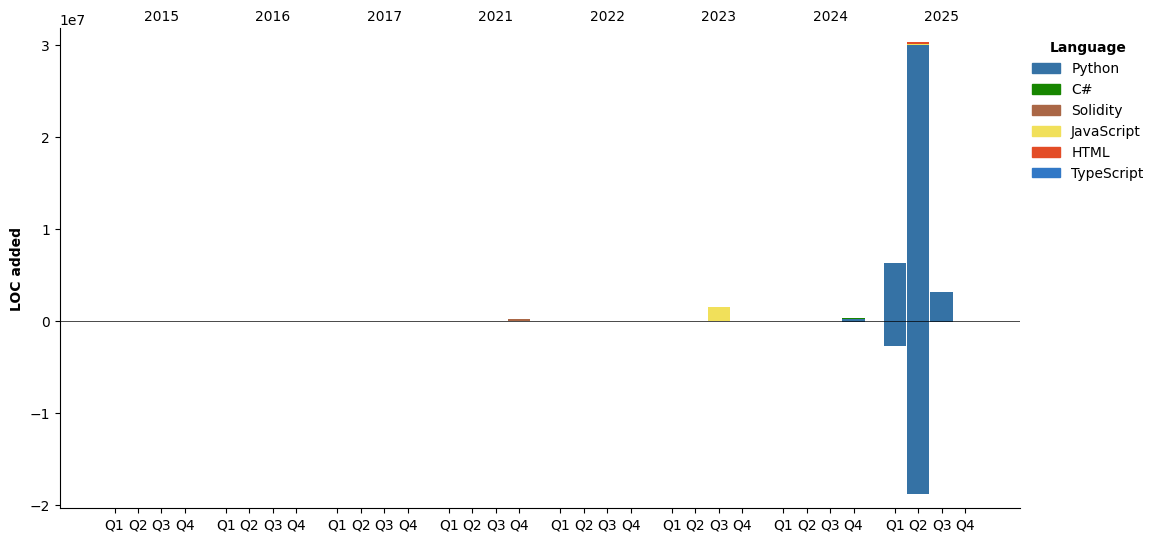 2015 2016 2017 2021 2022 2023 2024 2025
1e7
Language
Python
C#
Solidity
JavaScript
HTML
TypeScript
LOC added
3
2
1
0
−1
−2
Q1 Q2 Q3 Q4 Q1 Q2 Q3 Q4 Q1 Q2 Q3 Q4 Q1 Q2 Q3 Q4 Q1 Q2 Q3 Q4 Q1 Q2 Q3 Q4 Q1 Q2 Q3 Q4 Q1 Q2 Q3 Q4